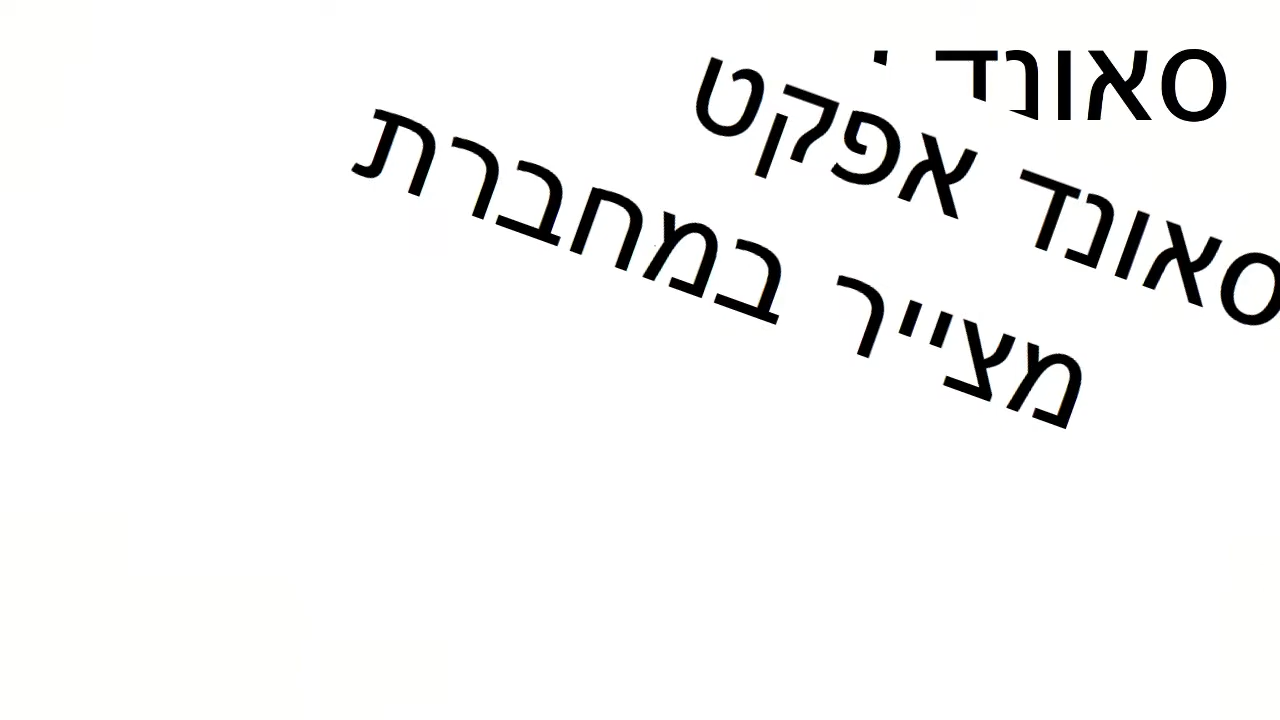 סאונד
סאונד אפקט
מצייר במחברת